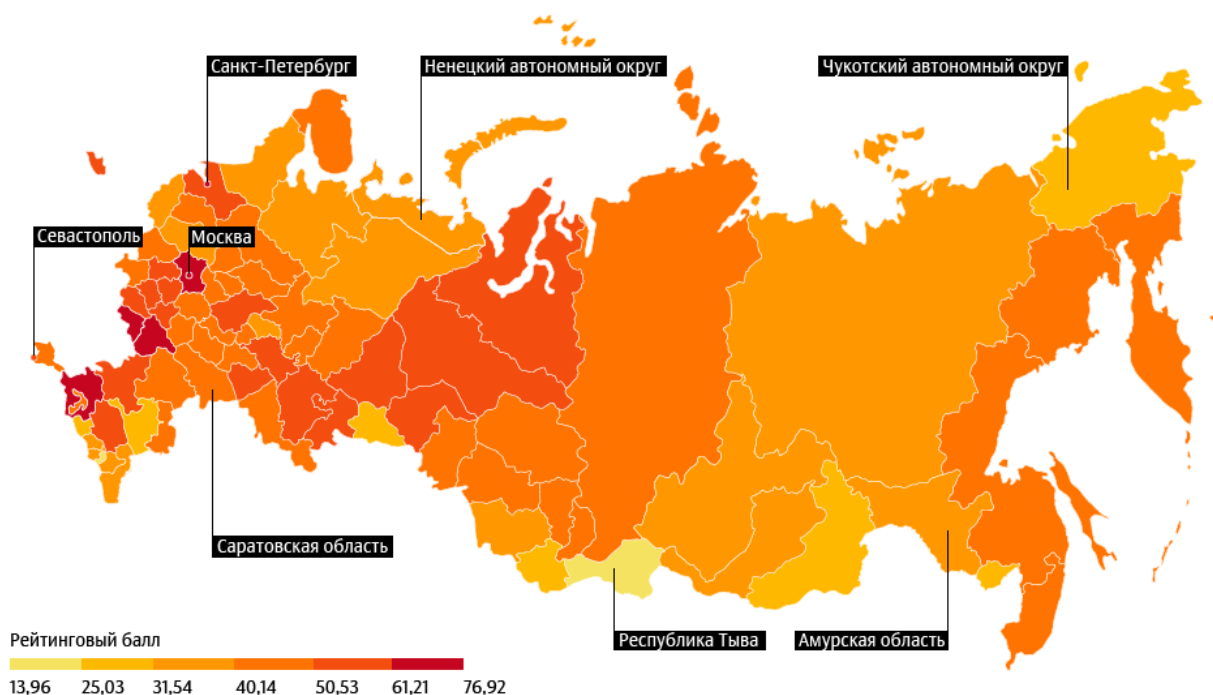 Санкт-Петербург
Ненецкий автономный округ
Чукотский автономный округ
Севастополь
Москва
Саратовская область
Республика Тыва
Амурская область
Рейтинговый балл
13,96 25,03 31,54 40,14 50,53 61,21 76,92